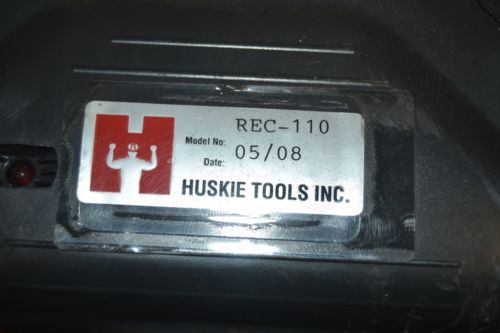 H
Model No: REC-110
Date: 05/08
HUSKIE TOOLS INC.